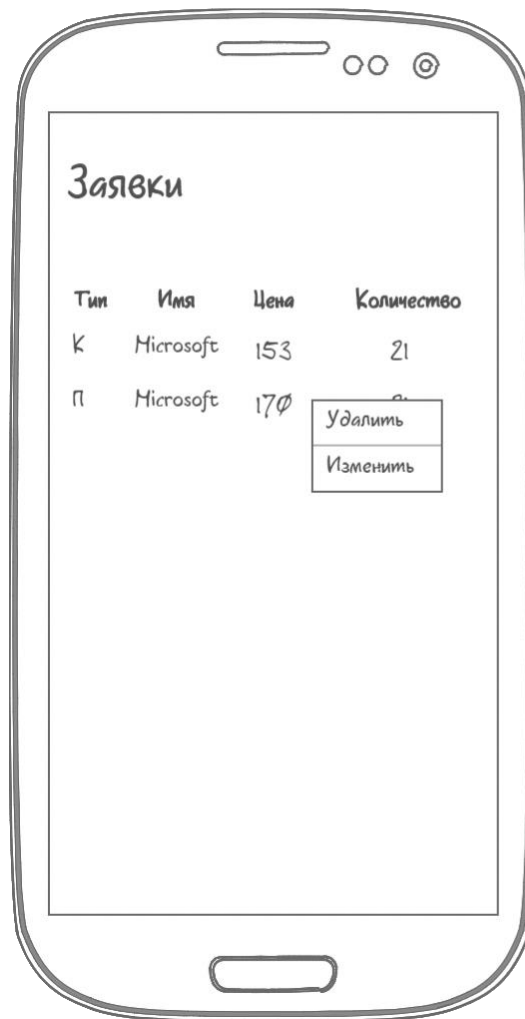 Заявки
Тип Имя Цена Количество
К Microsoft 153 21
П Microsoft 170
Удалить
Изменить